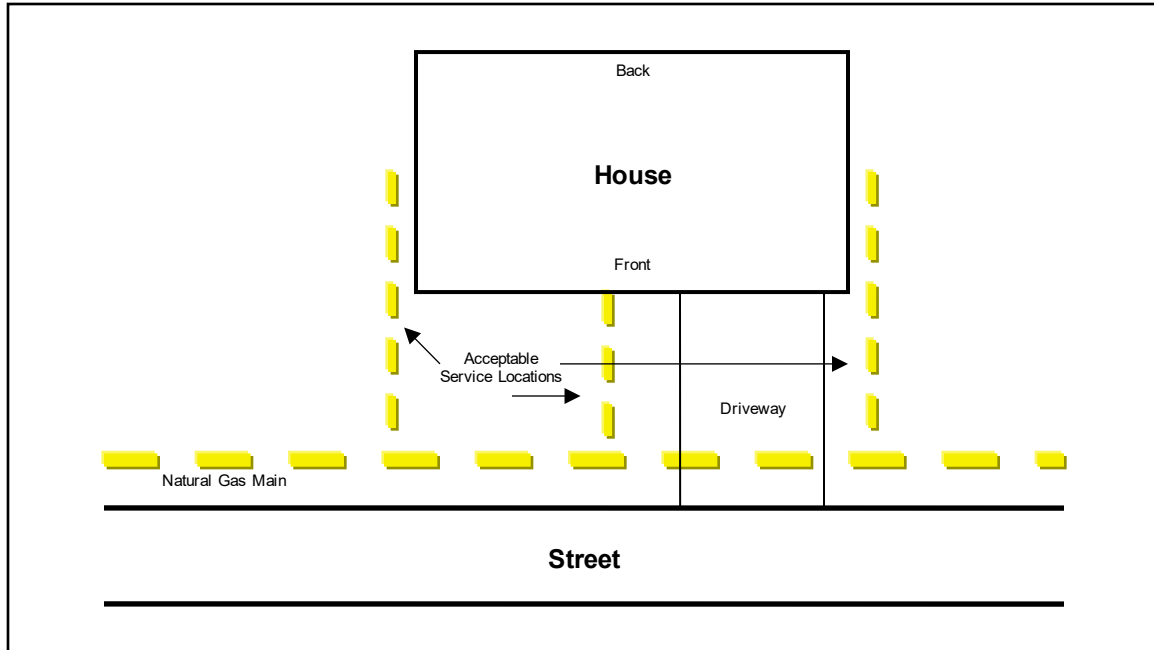 Back
House
Front
Acceptable
Service Locations
Driveway
Natural Gas Main
Street